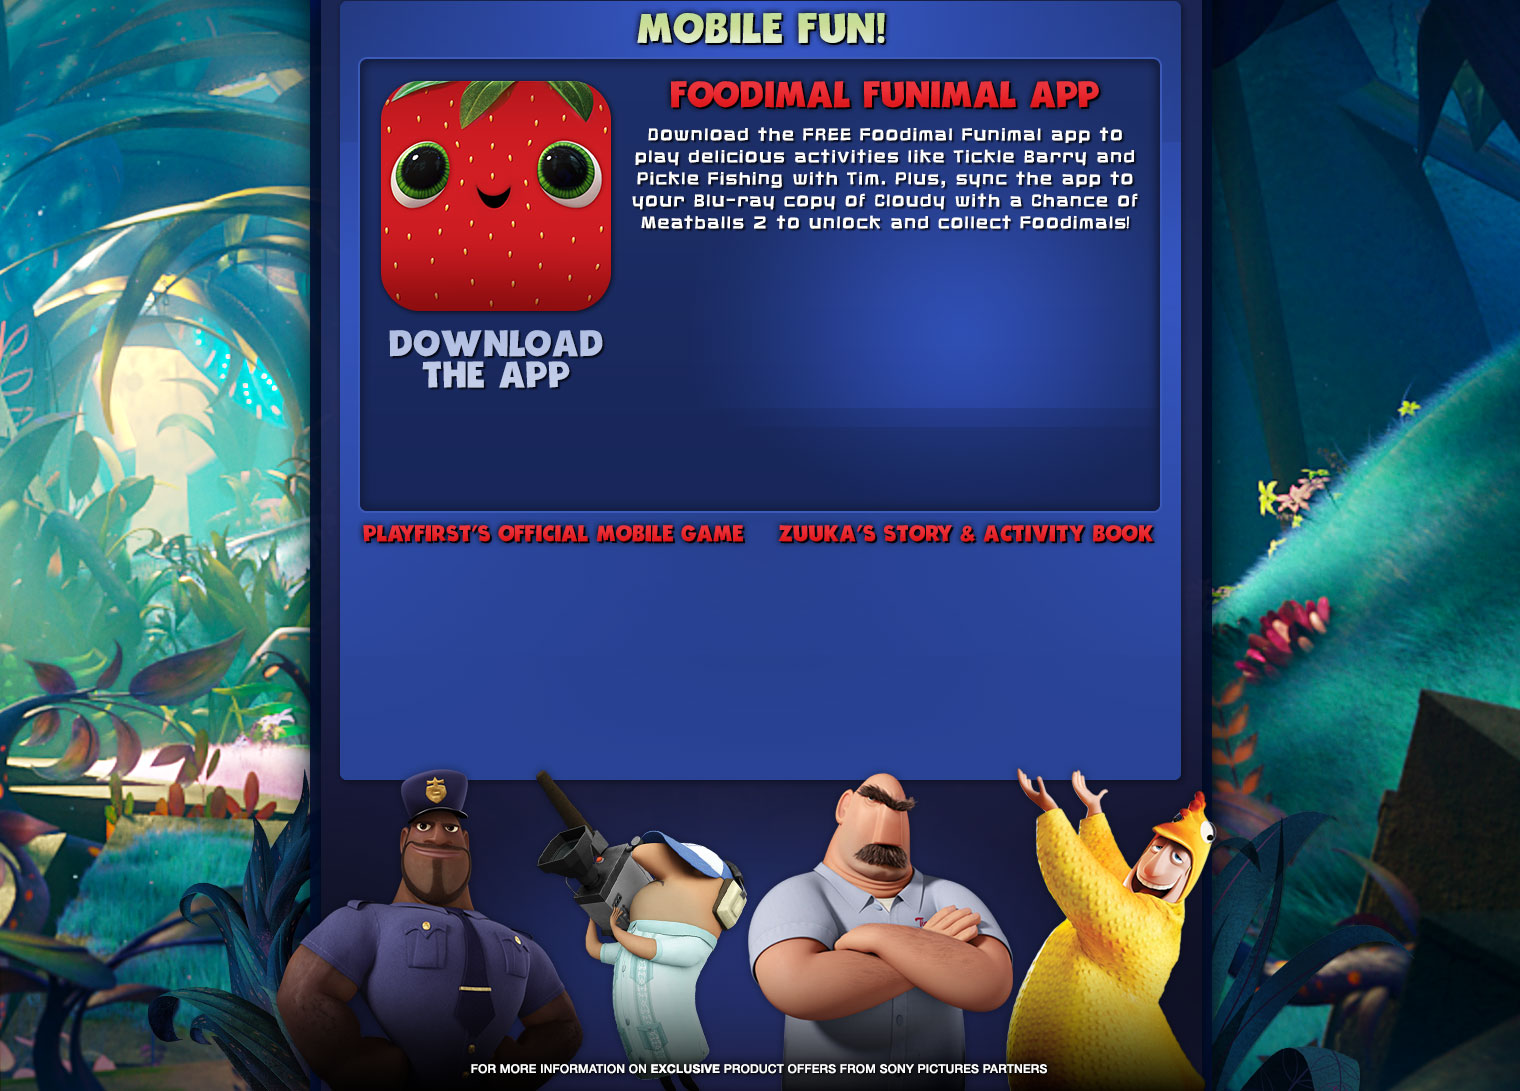 MOBILE FUN!
FOODIMAL FUNIMAL APP
Download the FREE Foodimal Funimal app to
play delicious activities like Tickle Barry and
Pickle Fishing with Tim. Plus, sync the app to
your Blu-ray copy of Cloudy with a Chance of
Meatballs 2 to unlock and collect Foodimals!
DOWNLOAD
THE APP
PLAYFIRST'S OFFICIAL MOBILE GAME
ZUUKA'S STORY & ACTIVITY BOOK
FOR MORE INFORMATION ON EXCLUSIVE PRODUCT OFFERS FROM SONY PICTURES PARTNERS